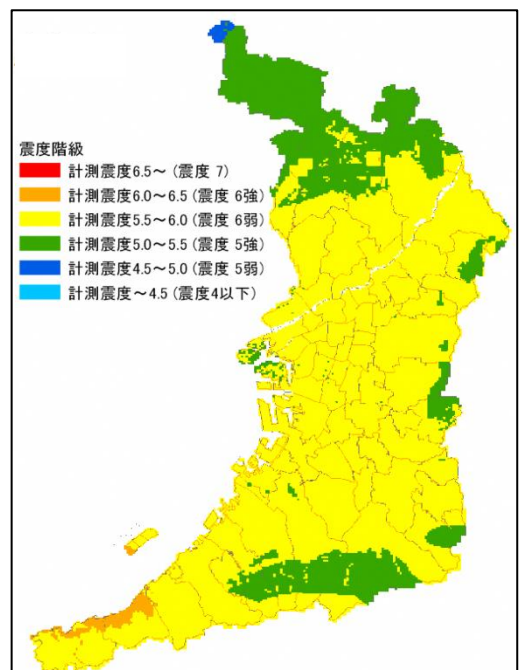 震度階級
計測震度6.5～ (震度 7)
計測震度6.0～6.5 (震度 6強)
計測震度5.5～6.0 (震度 6弱)
計測震度5.0～5.5 (震度 5強)
計測震度4.5～5.0 (震度 5弱)
計測震度～4.5 (震度4以下)